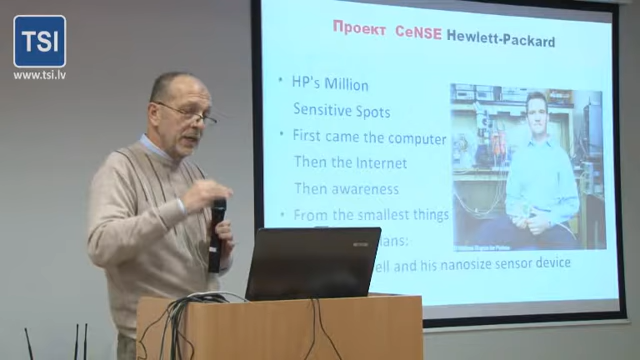 TSI
www.tsi.lv
Проект CeNSE Hewlett-Packard
HP's Million
Sensitive Spots
First came the computer
Then the Internet
Then awareness
From the smallest things
lans:
ell and his nanosize sensor device